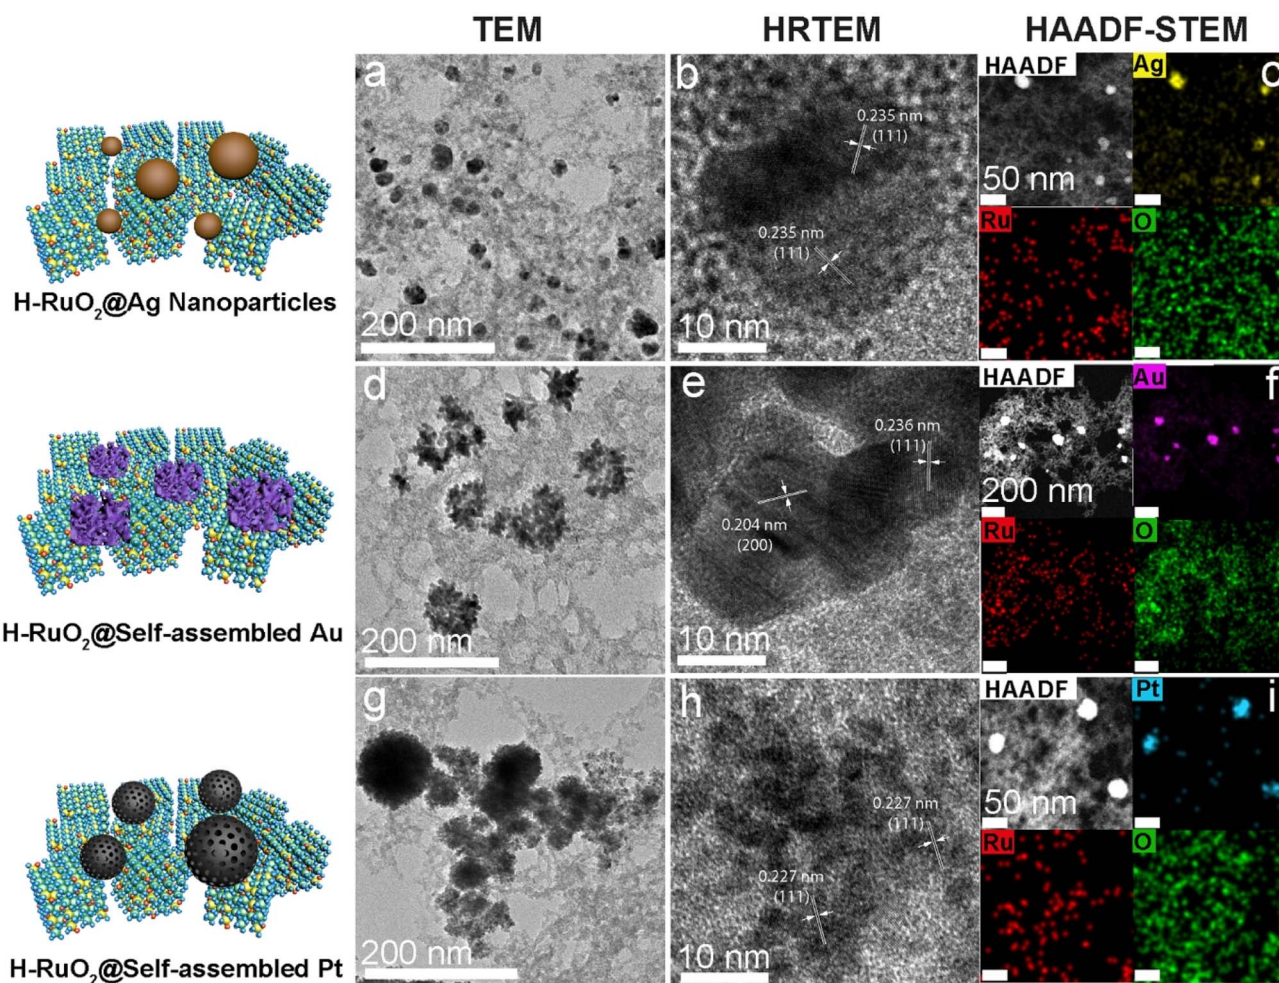 TEM
HRTEM
HAADF-STEM
a
200 nm
b
0.235 nm
(111)
0.235 nm
(111)
10 nm
HAADF
50 nm
Ag
c
Ru
O
H-RuO₂@Ag Nanoparticles
d
200 nm
e
0.236 nm
(111)
0.204 nm
(200)
10 nm
HAADF
200 nm
Au
f
Ru
O
H-RuO₂@Self-assembled Au
g
200 nm
h
0.227 nm
(111)
0.227 nm
(111)
10 nm
HAADF
50 nm
Pt
i
Ru
O
H-RuO₂@Self-assembled Pt